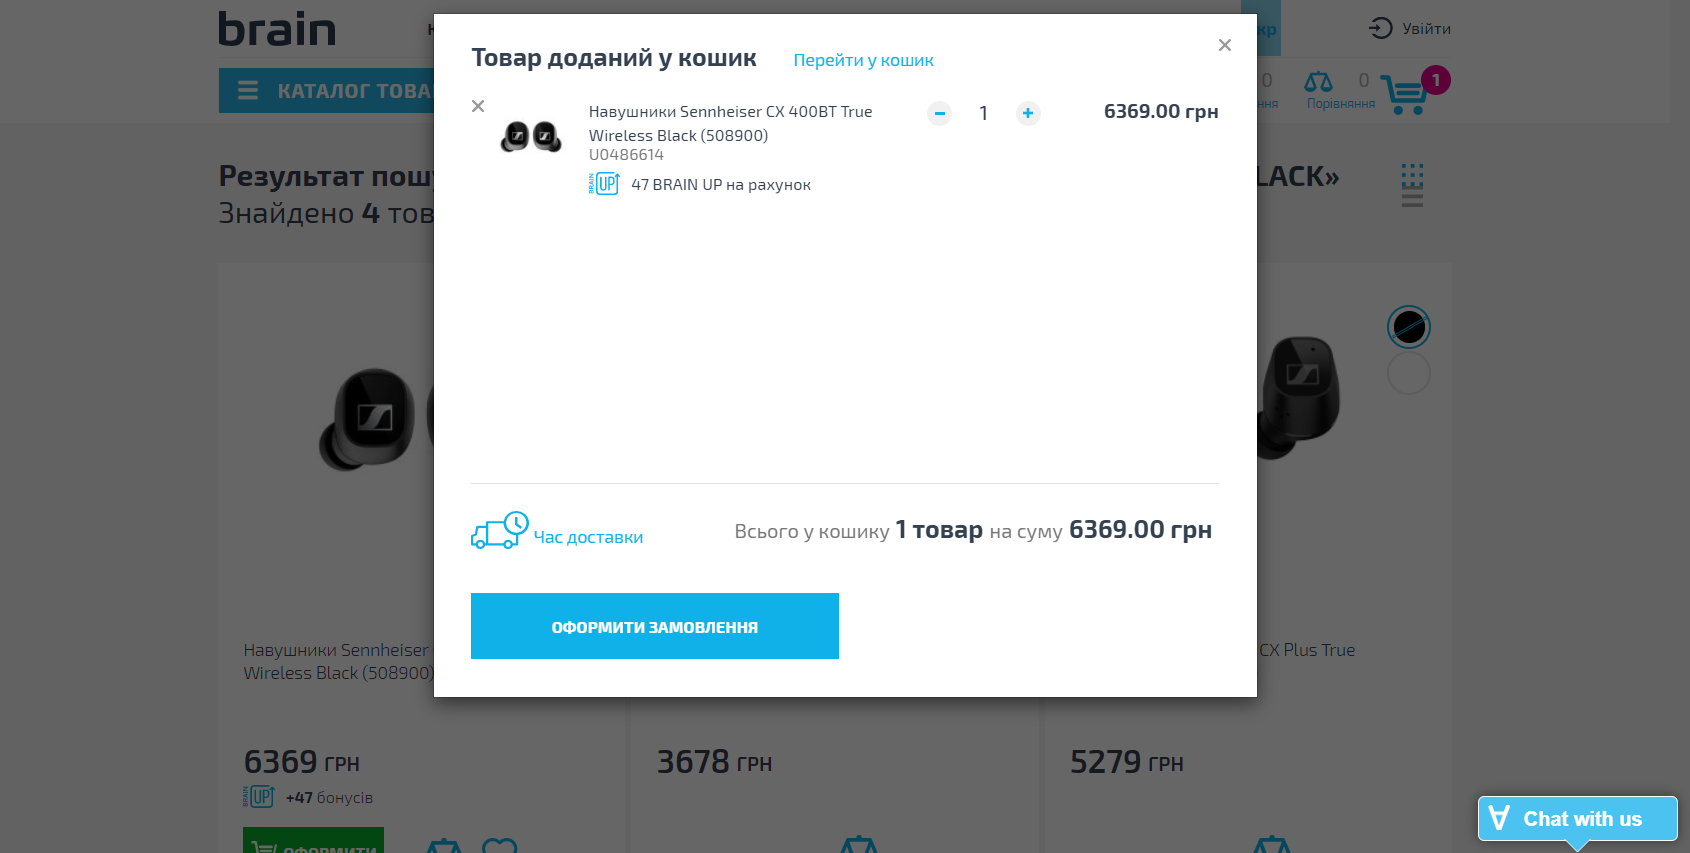 brain
Увійти
КАТАЛОГ ТОВА
0
Порівняння
0
1
Товар доданий у кошик
Перейти у кошик
Навушники Sennheiser CX 400BT True
Wireless Black (508900)
U0486614
BRAIN UP 47 BRAIN UP на рахунок
1
6369.00 грн
Результат пошу
LACK»
Знайдено 4 тов
Час доставки
Всього у кошику 1 товар на суму 6369.00 грн
ОФОРМИТИ ЗАМОВЛЕННЯ
Навушники Sennheiser
Wireless Black (508900)
CX Plus True
6369 ГРН
BRAIN UP +47 бонусів
3678 ГРН
5279 ГРН
ОФОРМИТИ
Chat with us